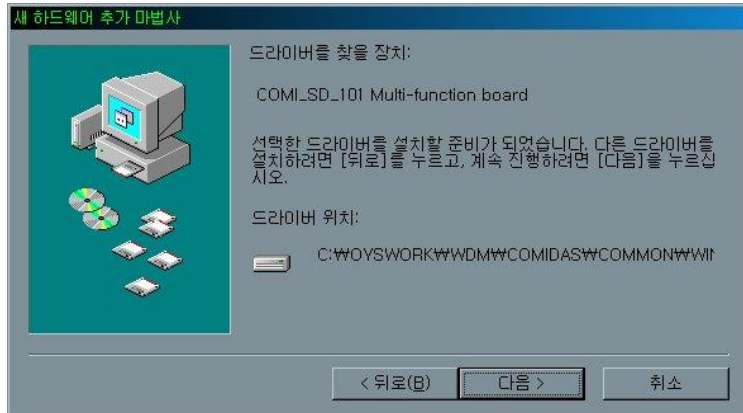 새 하드웨어 추가 마법사
드라이버를 찾을 장치:
COMI_SD_101 Multi-function board
선택한 드라이버를 설치할 준비가 되었습니다. 다른 드라이버를
설치하려면 [뒤로]를 누르고, 계속 진행하려면 [다음]을 누르십
시오.
드라이버 위치:
C:₩OYSWORK₩WDM₩COMIDAS₩COMMON₩WIN
< 뒤로(B)
다음 >
취소